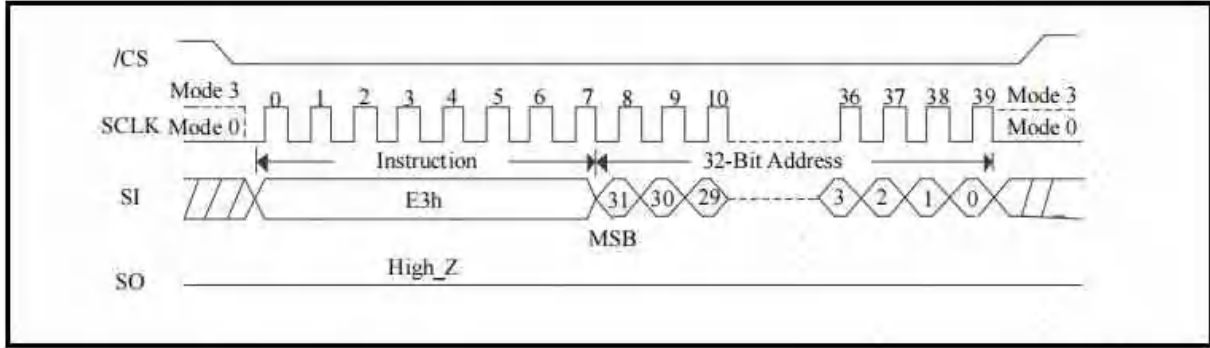 /CS
Mode 3
0 1 2 3 4 5 6 7 8 9 10 36 37 38 39
Mode 3
SCLK
Mode 0
Mode 0
Instruction
32-Bit Address
SI
E3h
31 30 29 3 2 1 0
MSB
High_Z
SO